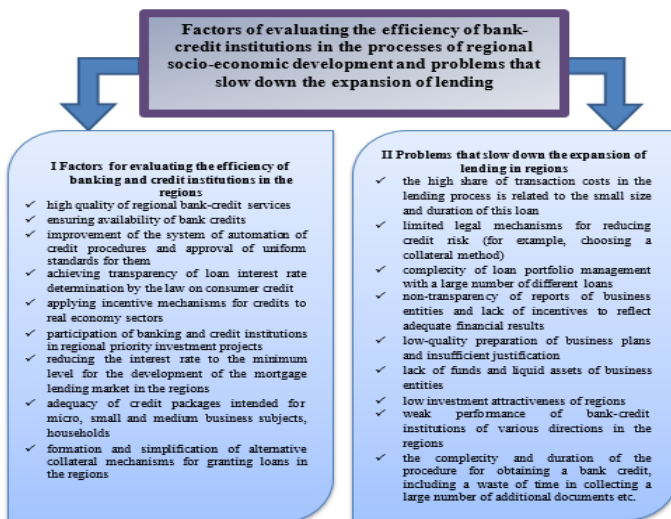 Factors of evaluating the efficiency of bank-
credit institutions in the processes of regional
socio-economic development and problems that
slow down the expansion of lending
I Factors for evaluating the efficiency of
banking and credit institutions in the
regions
✓ high quality of regional bank-credit services
✓ ensuring availability of bank credits
✓ improvement of the system of automation of
credit procedures and approval of uniform
standards for them
✓ achieving transparency of loan interest rate
determination by the law on consumer credit
✓ applying incentive mechanisms for credits to
real economy sectors
✓ participation of banking and credit institutions
in regional priority investment projects
✓ reducing the interest rate to the minimum
level for the development of the mortgage
lending market in the regions
✓ adequacy of credit packages intended for
micro, small and medium business subjects,
households
✓ formation and simplification of alternative
collateral mechanisms for granting loans in
the regions
II Problems that slow down the expansion of
lending in regions
✓ the high share of transaction costs in the
lending process is related to the small size
and duration of this loan
✓ limited legal mechanisms for reducing
credit risk (for example, choosing a
collateral method)
✓ complexity of loan portfolio management
with a large number of different loans
✓ non-transparency of reports of business
entities and lack of incentives to reflect
adequate financial results
✓ low-quality preparation of business plans
and insufficient justification
✓ lack of funds and liquid assets of business
entities
✓ low investment attractiveness of regions
✓ weak performance of bank-credit
institutions of various directions in the
regions
✓ the complexity and duration of the
procedure for obtaining a bank credit,
including a waste of time in collecting a
large number of additional documents etc.